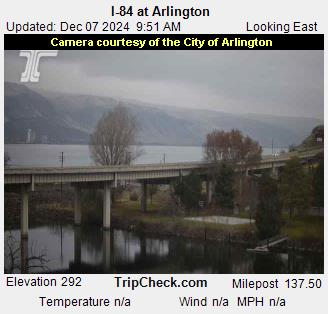 I-84 at Arlington
Updated: Dec 07 2024 9:51 AM Looking East
Camera courtesy of the City of Arlington
Elevation 292 TripCheck.com Milepost 137.50
Temperature n/a Wind n/a MPH n/a